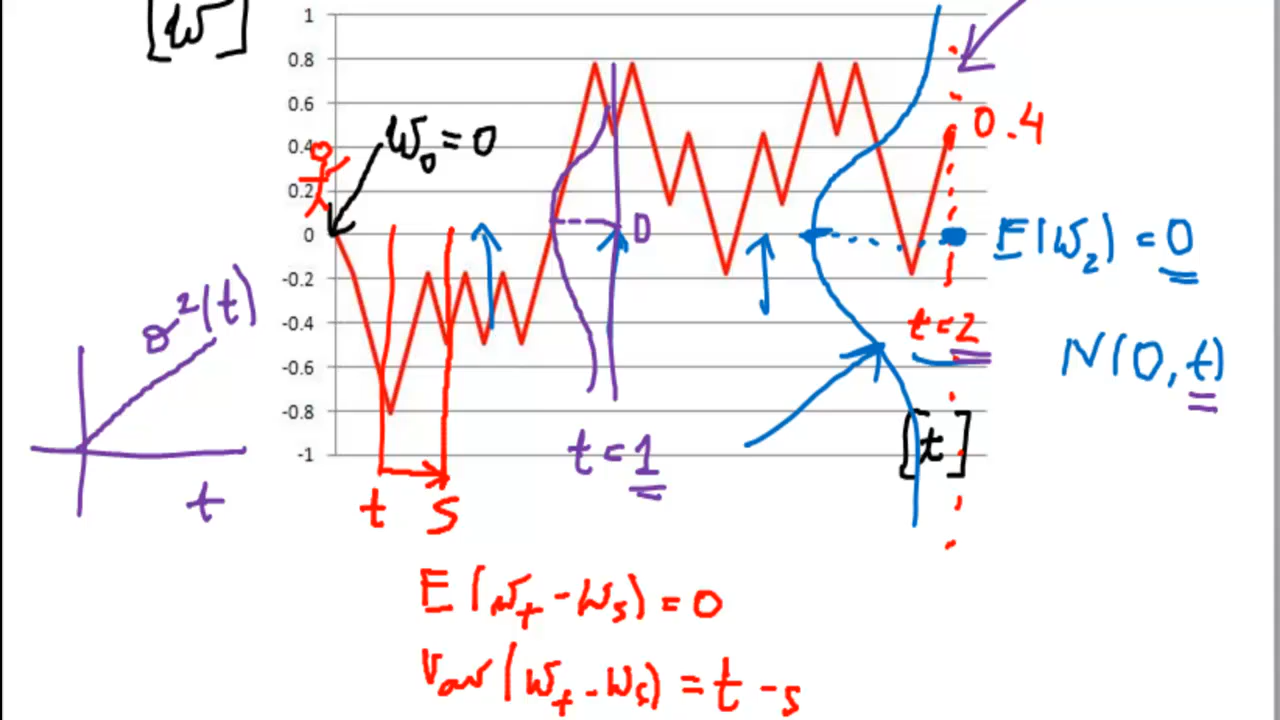 [W]
1
0.8
0.6
0.4
0.2
0
-0.2
-0.4
-0.6
-0.8
-1
W₀ = 0
0.4
0
E(W₂) = 0
σ²(t)
t
t = 2
N(0, t)
[t]
t = 1
t s
E(Wt - Ws) = 0
Var(Wt - Ws) = t - s